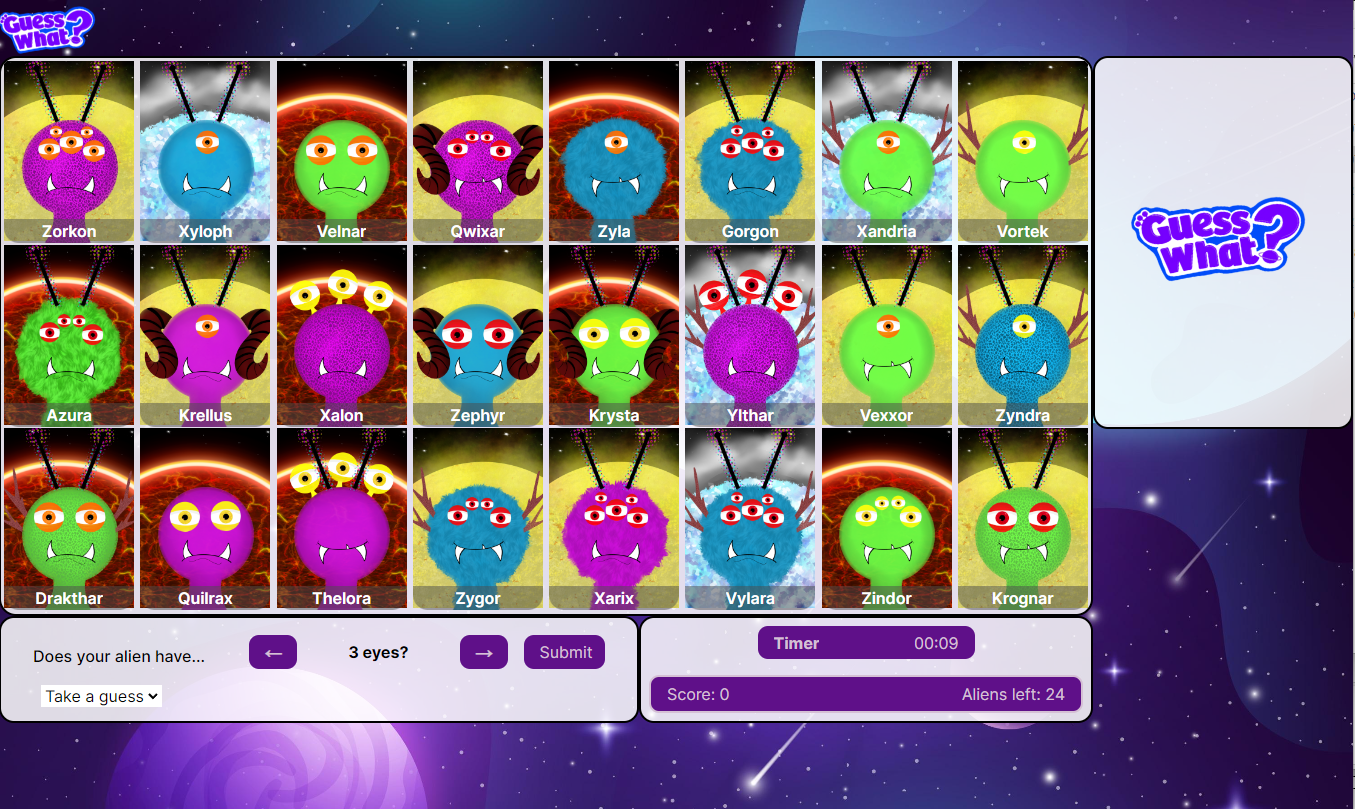 Guess
What?
Zorkon Xyloph Velnar Qwixar Zyla Gorgon Xandria Vortek
Guess
What?
Azura Krellus Xalon Zephyr Krysta Ylthar Vexxor Zyndra
Drakthar Quilrax Thelora Zygor Xarix Vylara Zindor Krognar
Does your alien have... ← 3 eyes? → Submit
Take a guess
Timer 00:09
Score: 0 Aliens left: 24